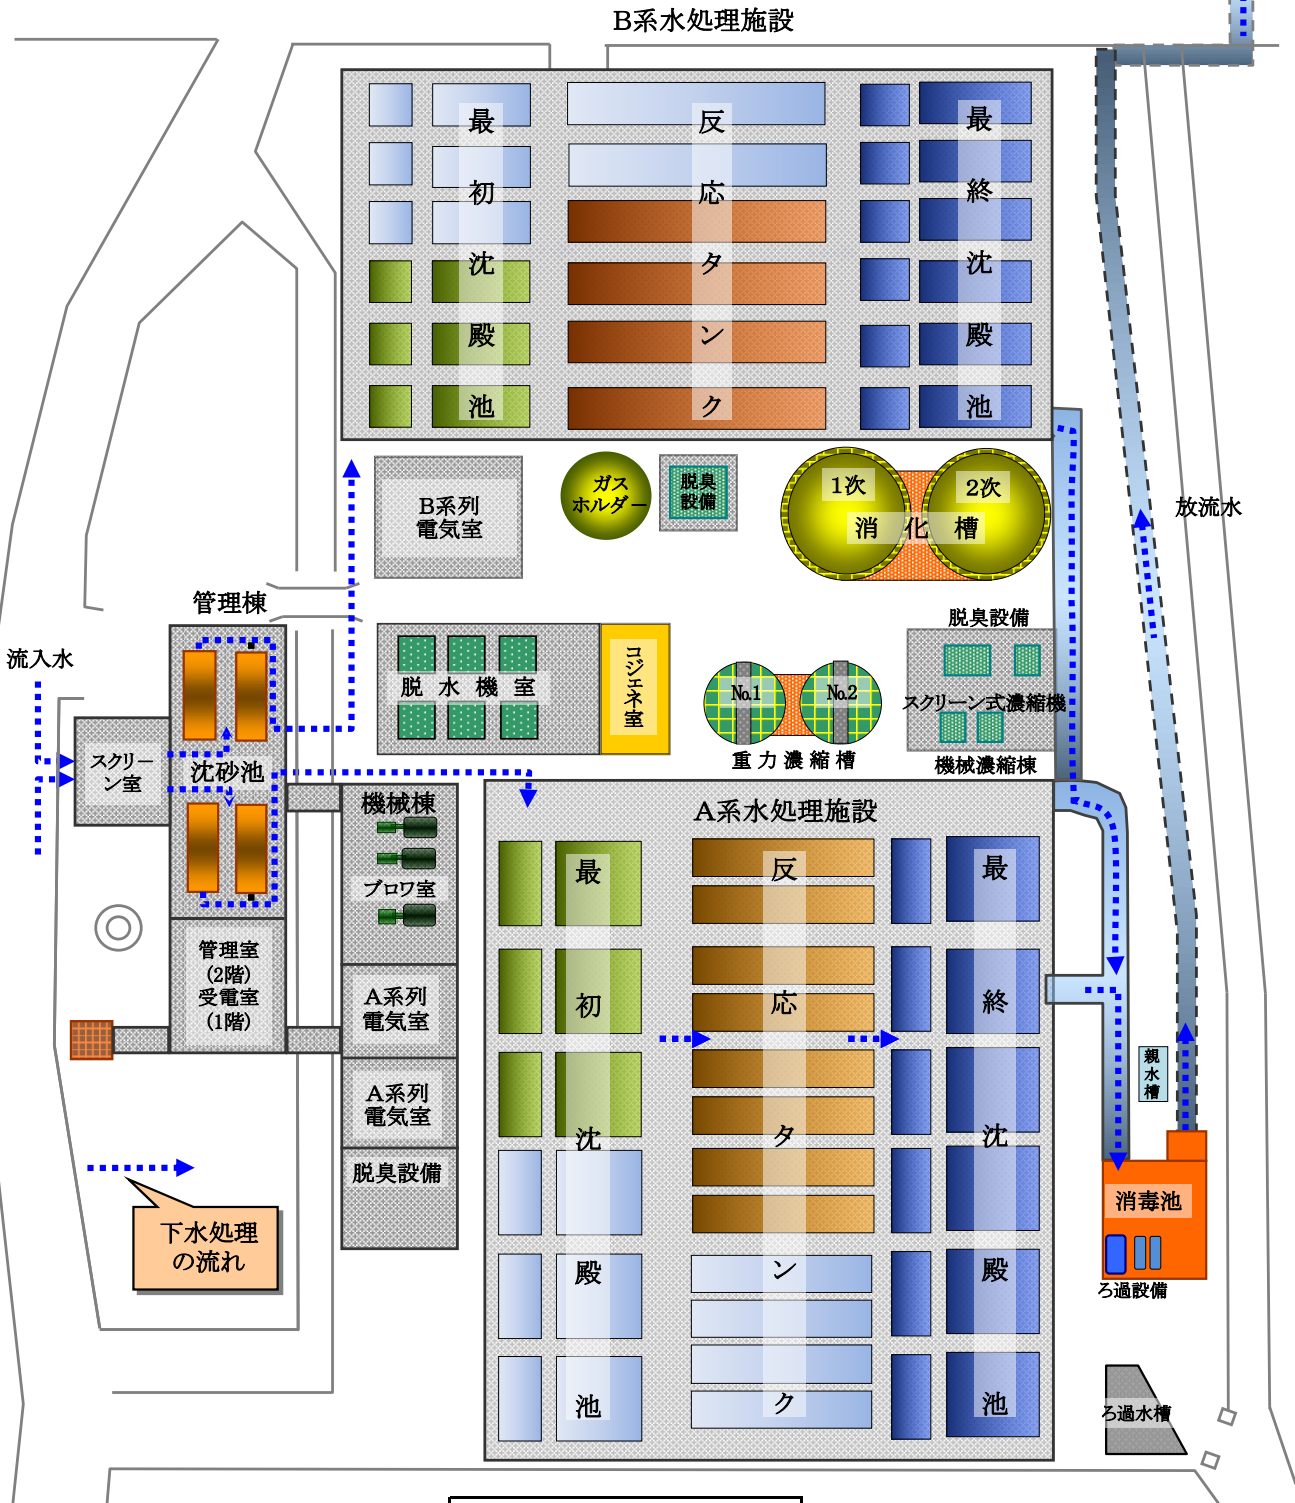 B系水処理施設
最初沈殿池
反応タンク
最終沈殿池
B系列
電気室
ガス
ホルダー
脱臭
設備
1次
2次
消化槽
放流水
管理棟
流入水
スクリー
ン室
沈砂池
脱水機室
コジェネ室
No.1
No.2
重力濃縮槽
脱臭設備
スクリーン式濃縮機
機械濃縮棟
機械棟
ブロワ室
A系水処理施設
最初沈殿池
反応タンク
最終沈殿池
管理室
(2階)
受電室
(1階)
A系列
電気室
A系列
電気室
脱臭設備
親水槽
消毒池
ろ過設備
下水処理
の流れ
ろ過水槽